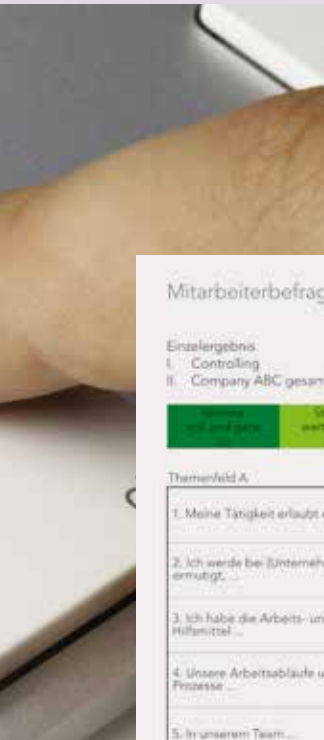 Mitarbeiterbefrag
Einzelergebnis
I. Controlling
II. Company ABC gesam
Themenfeld A
1. Meine Tätigkeit erlaubt
2. Ich werde bei (Unterneh
ermutigt, ...
3. Ich habe die Arbeits- un
Hilfsmittel ...
4. Unsere Arbeitsabläufe u
Prozesse ...
5. In unserem Team ...